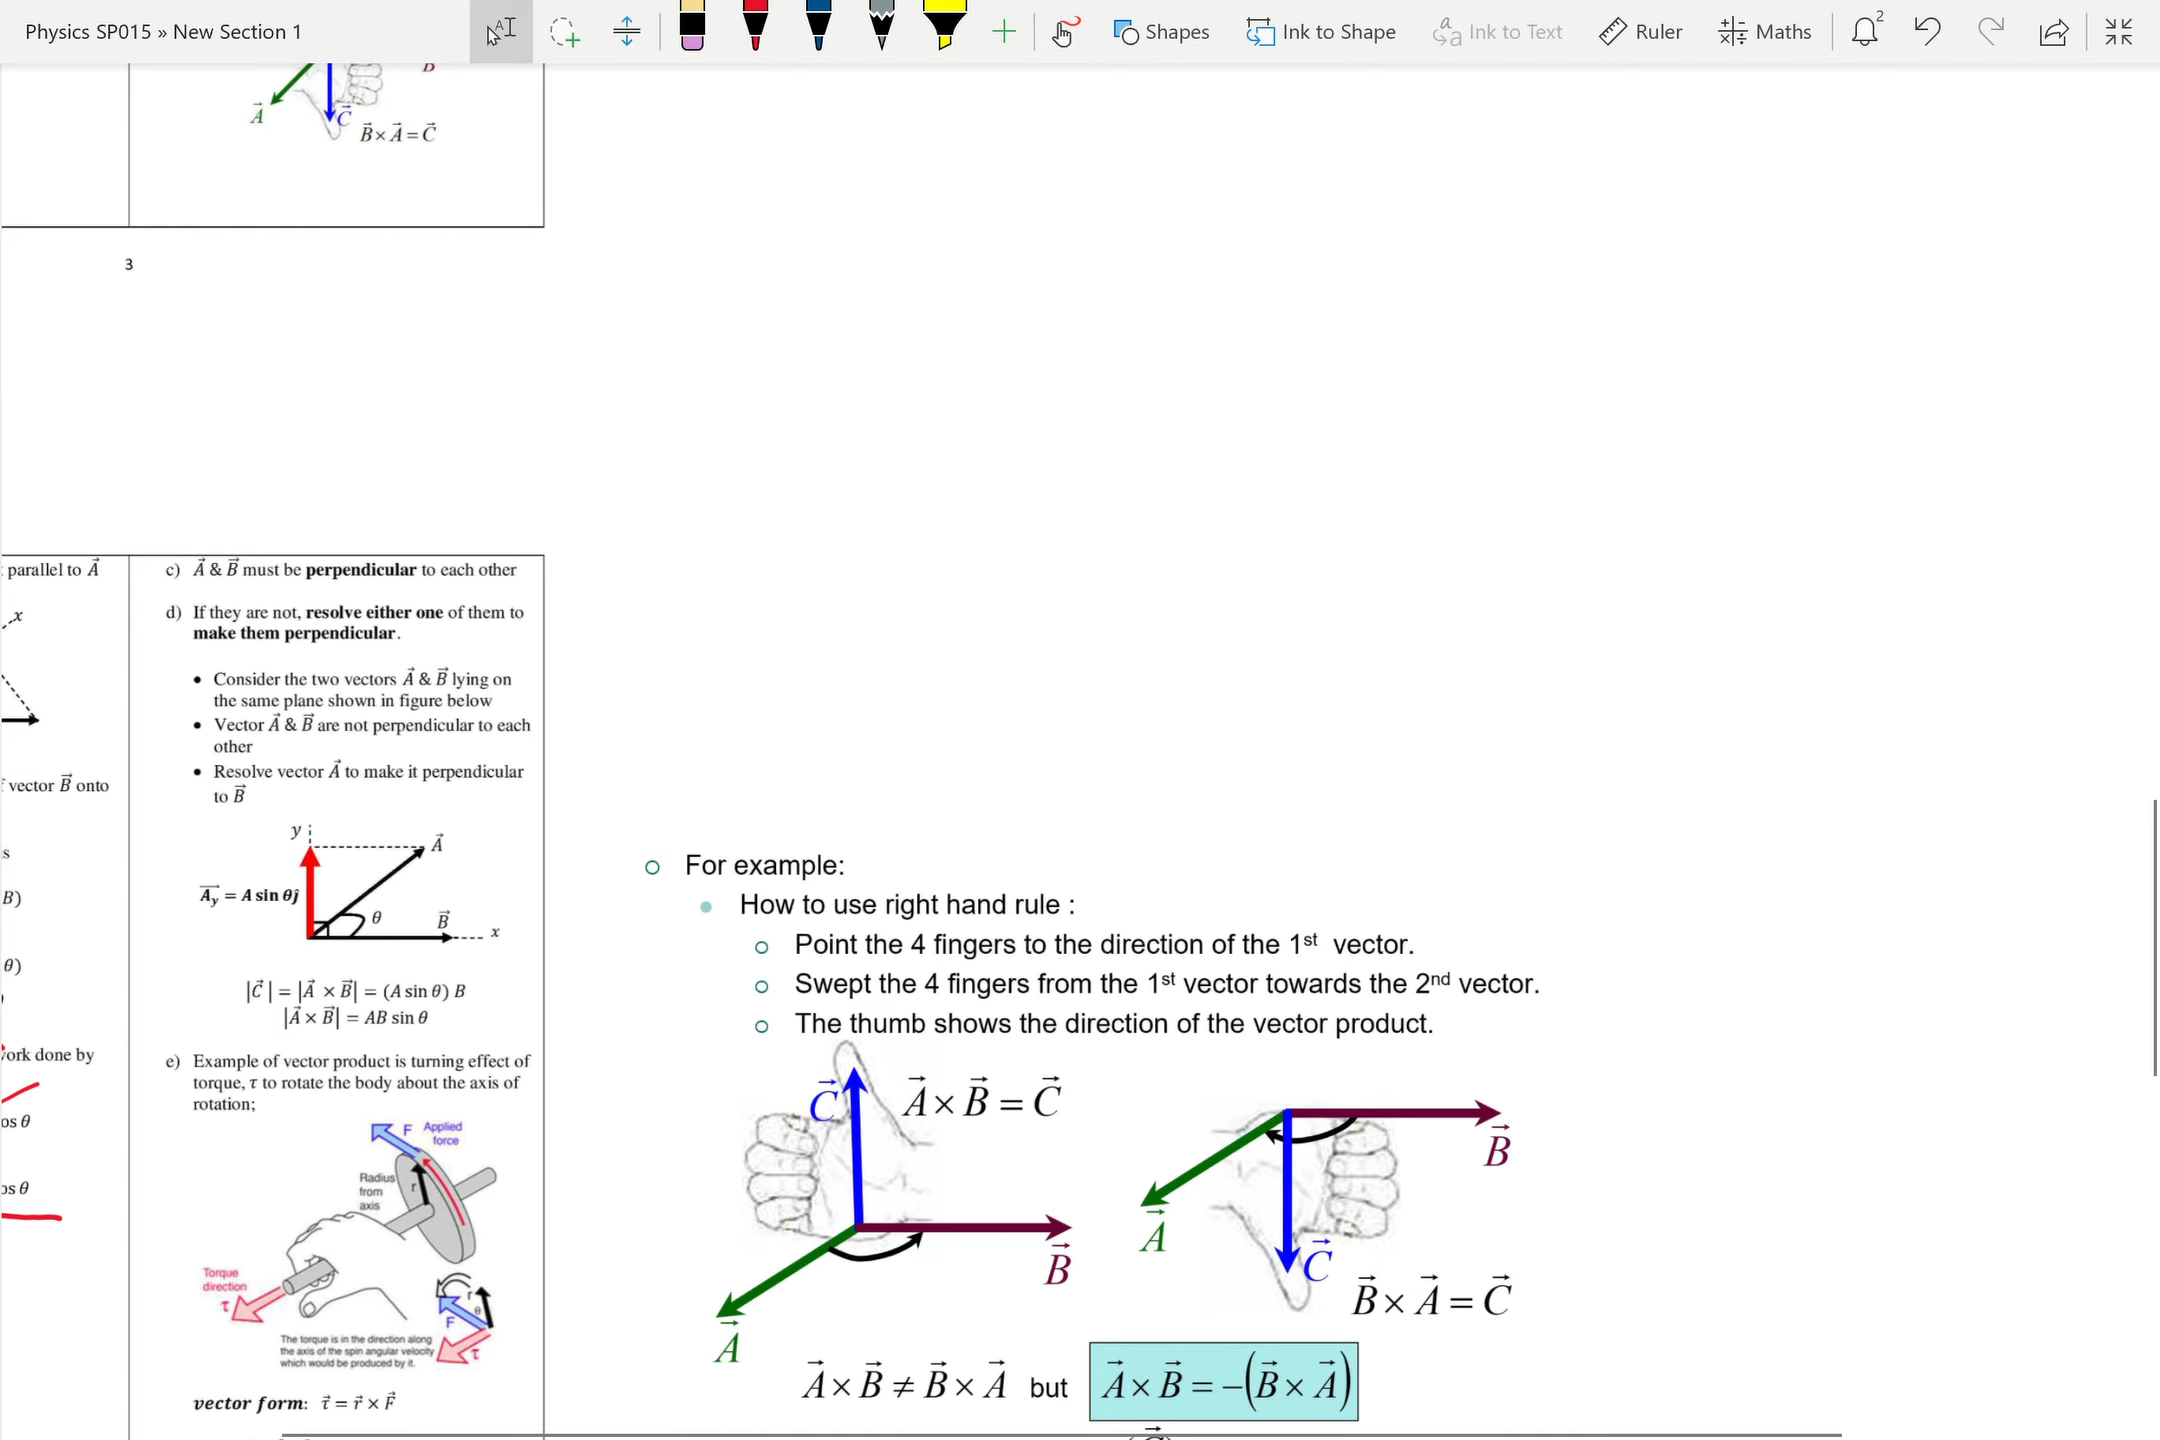 Physics SP015 » New Section 1
Shapes
Ink to Shape
Ink to Text
Ruler
Maths
2
A
C
B × A = C
3
parallel to A
x
vector B onto
s
B)
θ)
work done by
os θ
os θ
c) A & B must be perpendicular to each other
d) If they are not, resolve either one of them to
make them perpendicular.
• Consider the two vectors A & B lying on
the same plane shown in figure below
• Vector A & B are not perpendicular to each
other
• Resolve vector A to make it perpendicular
to B
y
A
A_y = A sin θĵ
θ
B
x
|C| = |A × B| = (A sin θ) B
|A × B| = AB sin θ
e) Example of vector product is turning effect of
torque, τ to rotate the body about the axis of
rotation;
F Applied
force
Radius
from
axis
r
Torque
direction
τ
r
θ
F
τ
The torque is in the direction along
the axis of the spin angular velocity
which would be produced by it.
vector form: τ = r × F
For example:
How to use right hand rule :
Point the 4 fingers to the direction of the 1st vector.
Swept the 4 fingers from the 1st vector towards the 2nd vector.
The thumb shows the direction of the vector product.
C
A × B = C
B
A
B
A
C
B × A = C
A × B ≠ B × A but A × B = −(B × A)